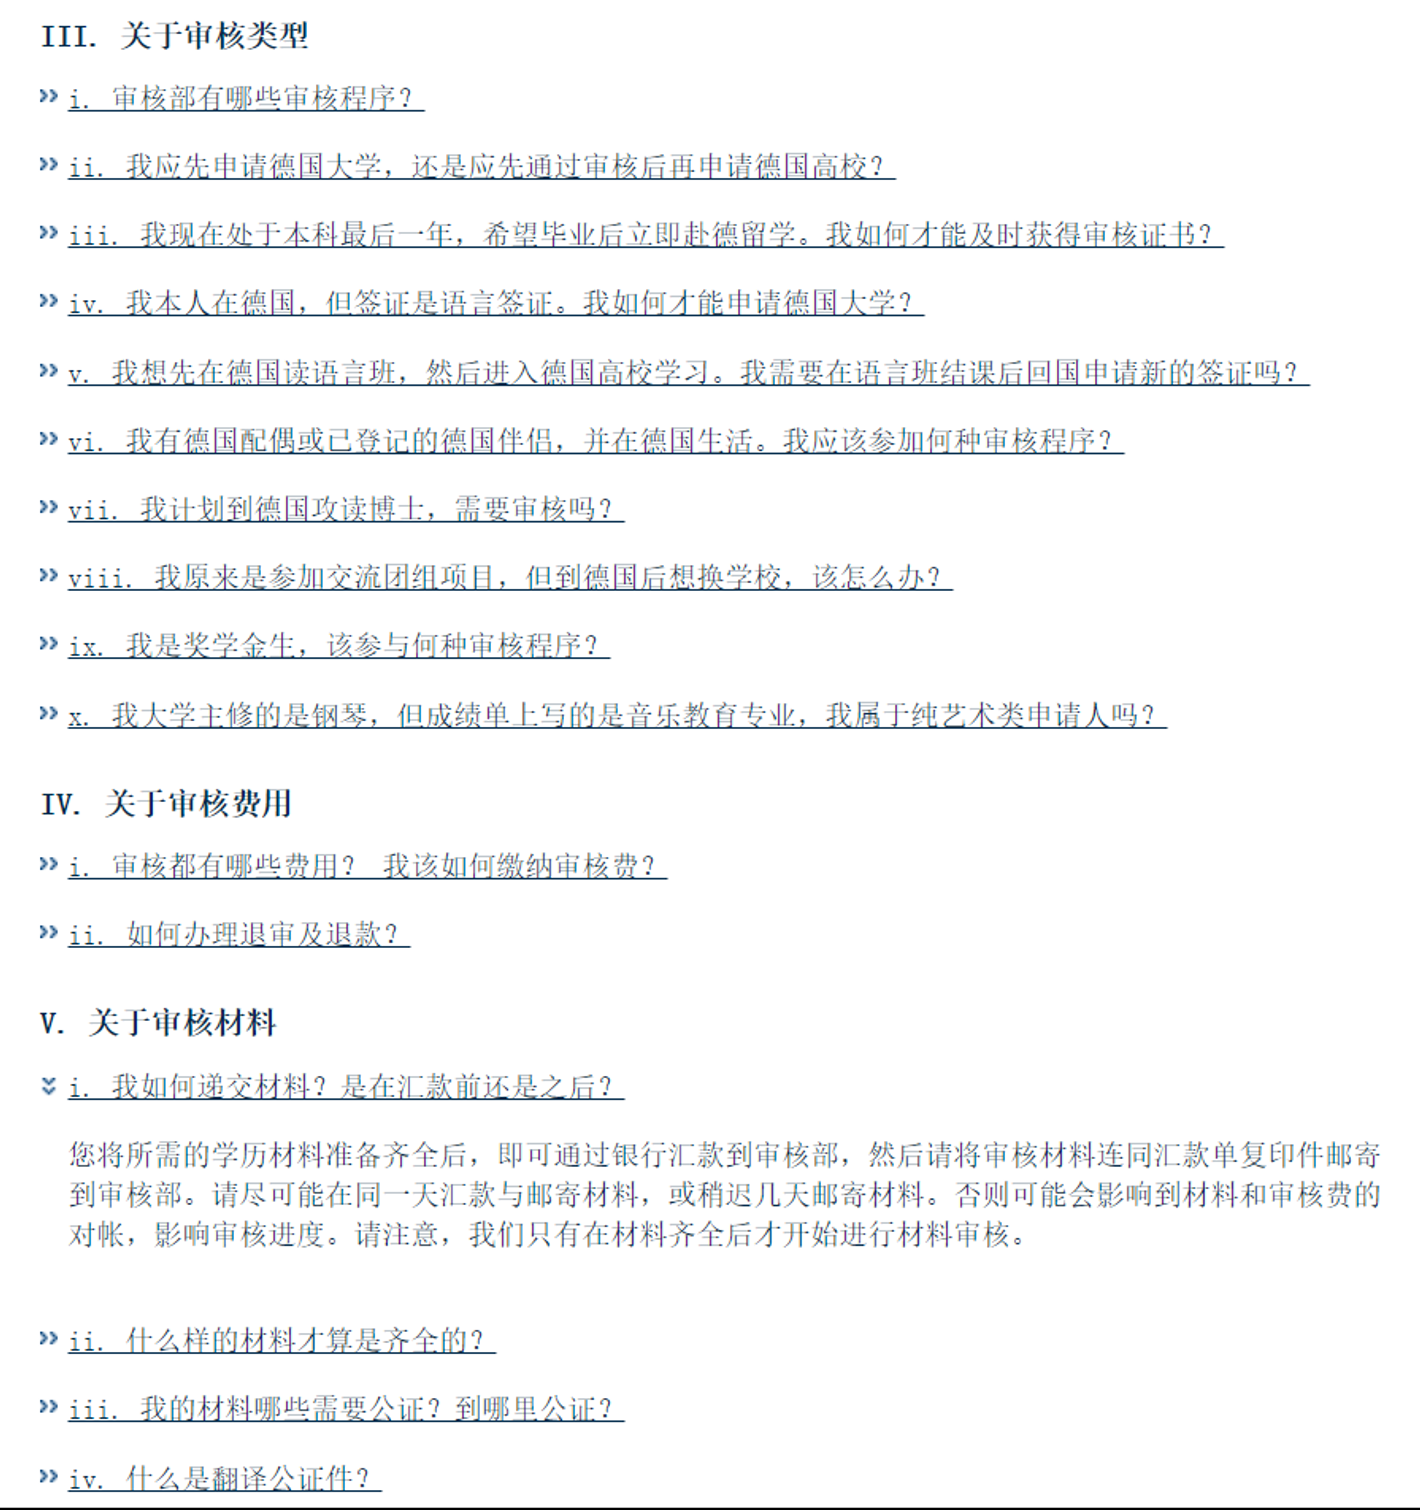 III. 关于审核类型
i. 审核部有哪些审核程序？
ii. 我应先申请德国大学，还是应先通过审核后再申请德国高校？
iii. 我现在处于本科最后一年，希望毕业后立即赴德留学。我如何才能及时获得审核证书？
iv. 我本人在德国，但签证是语言签证。我如何才能申请德国大学？
v. 我想先在德国读语言班，然后进入德国高校学习。我需要在语言班结课后回国申请新的签证吗？
vi. 我有德国配偶或已登记的德国伴侣，并在德国生活。我应该参加何种审核程序？
vii. 我计划到德国攻读博士，需要审核吗？
viii. 我原来是参加交流团组项目，但到德国后想换学校，该怎么办？
ix. 我是奖学金生，该参与何种审核程序？
x. 我大学主修的是钢琴，但成绩单上写的是音乐教育专业，我属于纯艺术类申请人吗？
IV. 关于审核费用
i. 审核都有哪些费用？ 我该如何缴纳审核费？
ii. 如何办理退审及退款？
V. 关于审核材料
i. 我如何递交材料？是在汇款前还是之后？
您将所需的学历材料准备齐全后，即可通过银行汇款到审核部，然后请将审核材料连同汇款单复印件邮寄
到审核部。请尽可能在同一天汇款与邮寄材料，或稍迟几天邮寄材料。否则可能会影响到材料和审核费的
对帐，影响审核进度。请注意，我们只有在材料齐全后才开始进行材料审核。
ii. 什么样的材料才算是齐全的？
iii. 我的材料哪些需要公证？到哪里公证？
iv. 什么是翻译公证件？